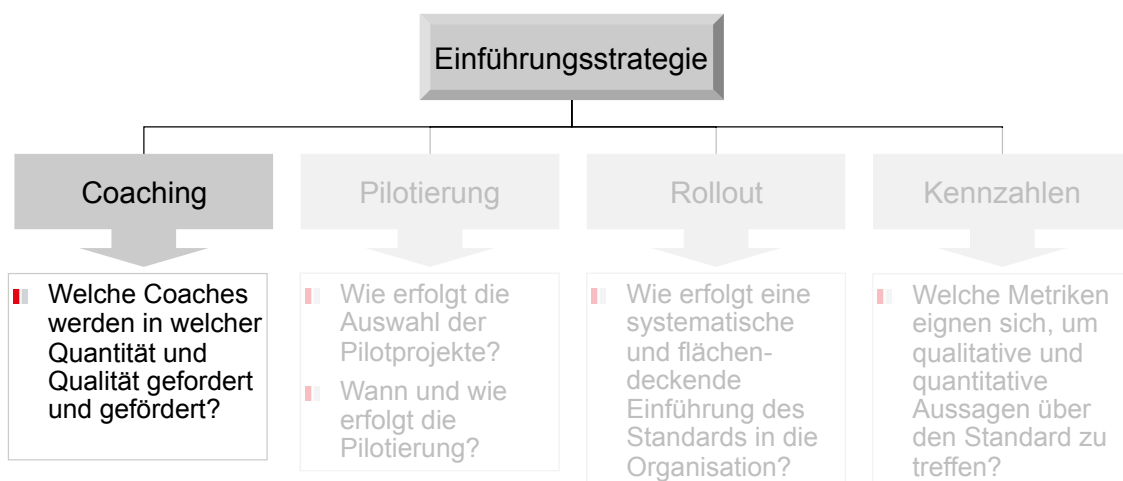 Einführungsstrategie
Coaching
Pilotierung
Rollout
Kennzahlen
Welche Coaches
werden in welcher
Quantität und
Qualität gefordert
und gefördert?
Wie erfolgt die
Auswahl der
Pilotprojekte?
Wann und wie
erfolgt die
Pilotierung?
Wie erfolgt eine
systematische
und flächen-
deckende
Einführung des
Standards in die
Organisation?
Welche Metriken
eignen sich, um
qualitative und
quantitative
Aussagen über
den Standard zu
treffen?